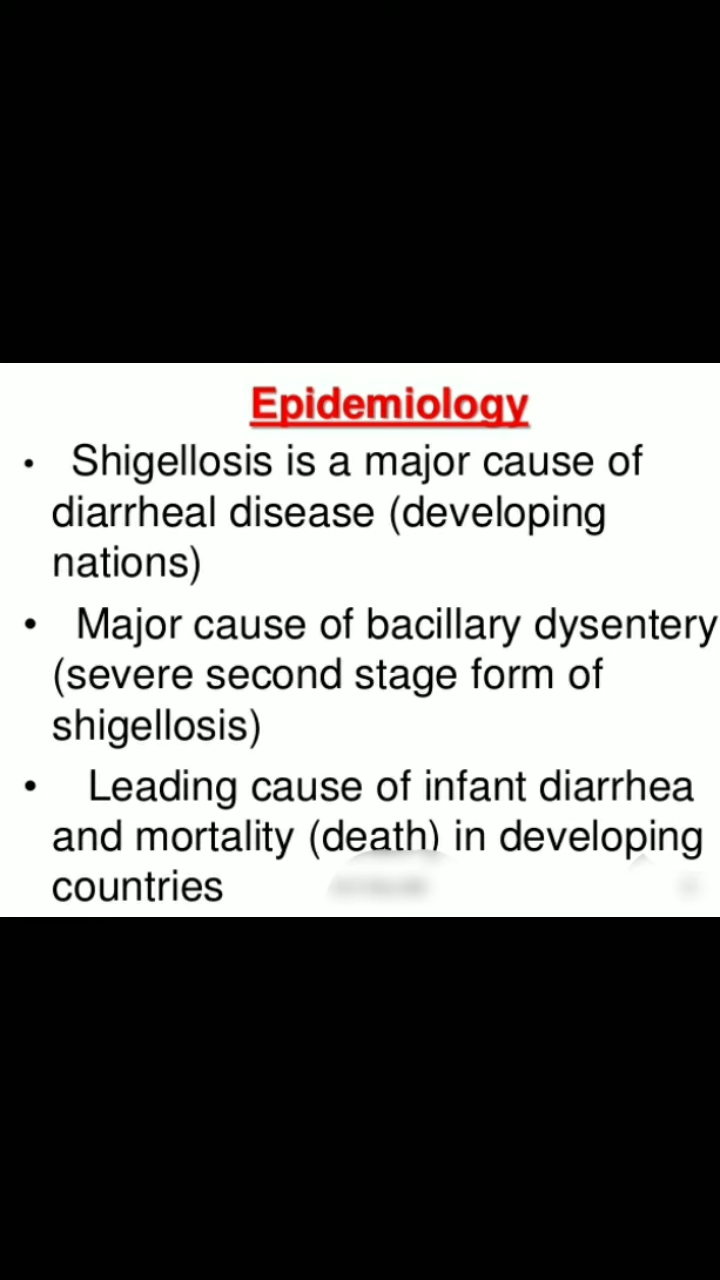 Epidemiology
• Shigellosis is a major cause of
diarrheal disease (developing
nations)
• Major cause of bacillary dysentery
(severe second stage form of
shigellosis)
• Leading cause of infant diarrhea
and mortality (death) in developing
countries